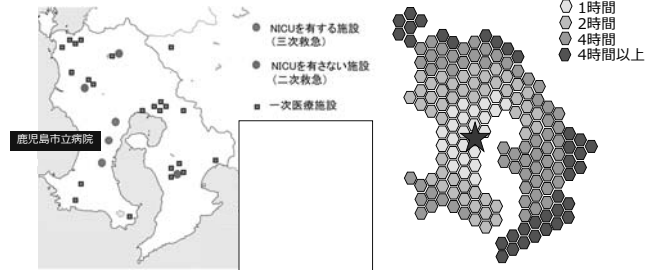 NICUを有する施設
(三次救急)
NICUを有さない施設
(二次救急)
一次医療施設
鹿児島市立病院
1時間
2時間
4時間
4時間以上